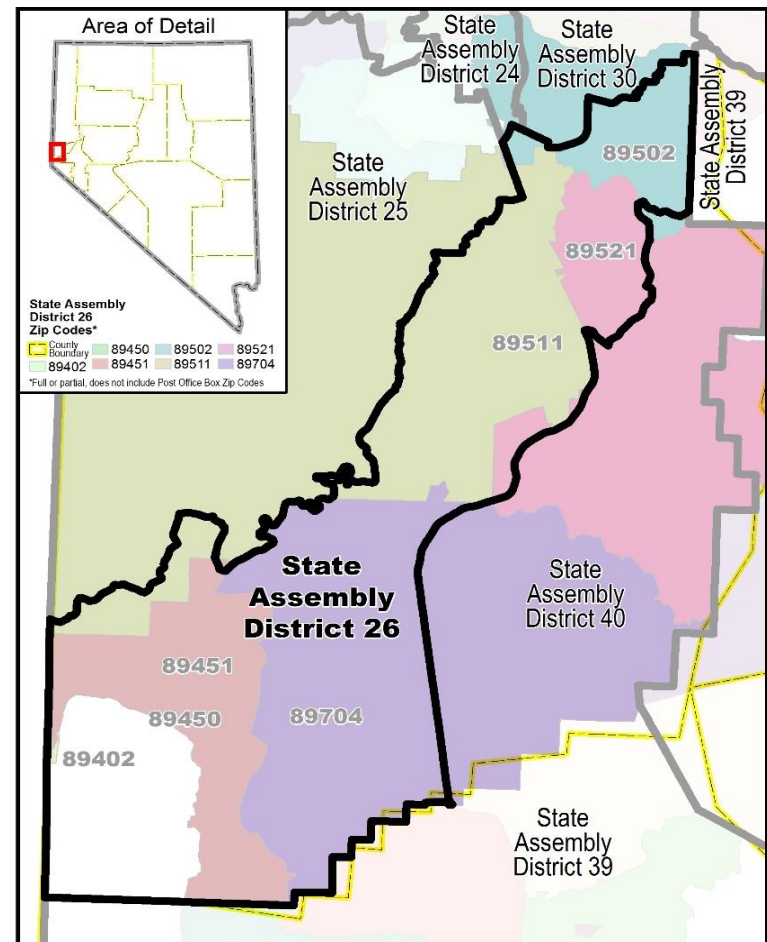 Area of Detail
State Assembly
District 26
Zip Codes*
County
Boundary
89450
89502
89521
89402
89451
89511
89704
*Full or partial, does not include Post Office Box Zip Codes
State
Assembly
District 24
State
Assembly
District 30
State Assembly
District 39
89502
State
Assembly
District 25
89521
89511
State
Assembly
District 26
State
Assembly
District 40
89451
89450
89704
89402
State
Assembly
District 39